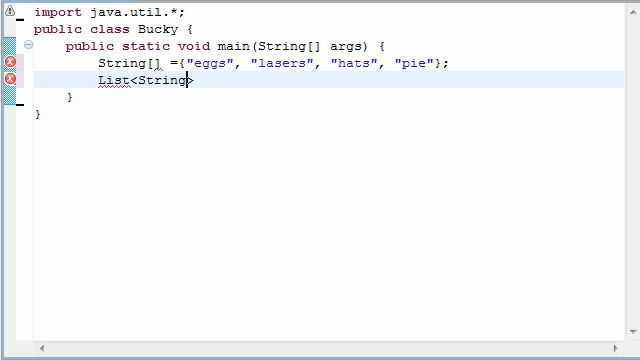 import java.util.*;
public class Bucky {
public static void main(String[] args) {
String[] ={"eggs", "lasers", "hats", "pie"};
List<String>
}
}